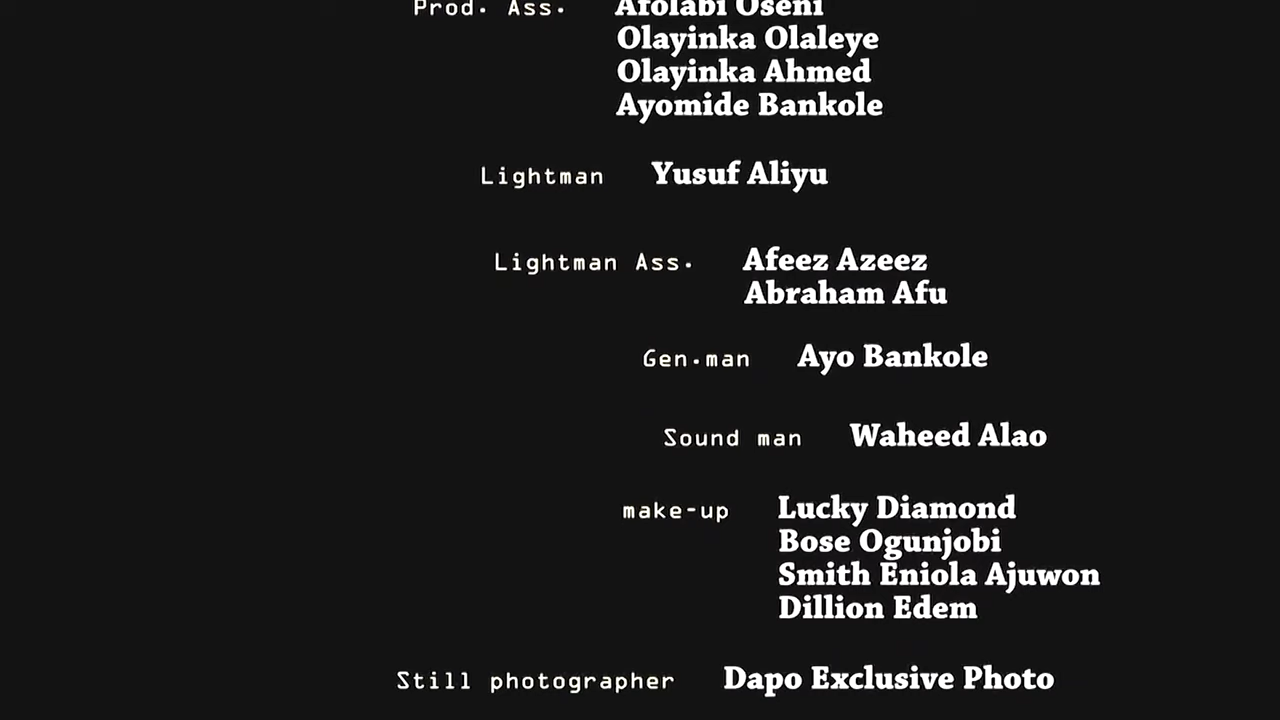 Prod. Ass. Afolabi Oseni
Olayinka Olaleye
Olayinka Ahmed
Ayomide Bankole
Lightman Yusuf Aliyu
Lightman Ass. Afeez Azeez
Abraham Afu
Gen.man Ayo Bankole
Sound man Waheed Alao
make-up Lucky Diamond
Bose Ogunjobi
Smith Eniola Ajuwon
Dillion Edem
Still photographer Dapo Exclusive Photo